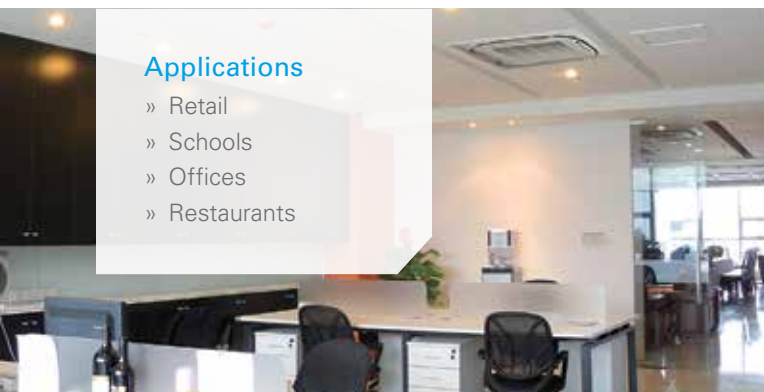 Applications
» Retail
» Schools
» Offices
» Restaurants